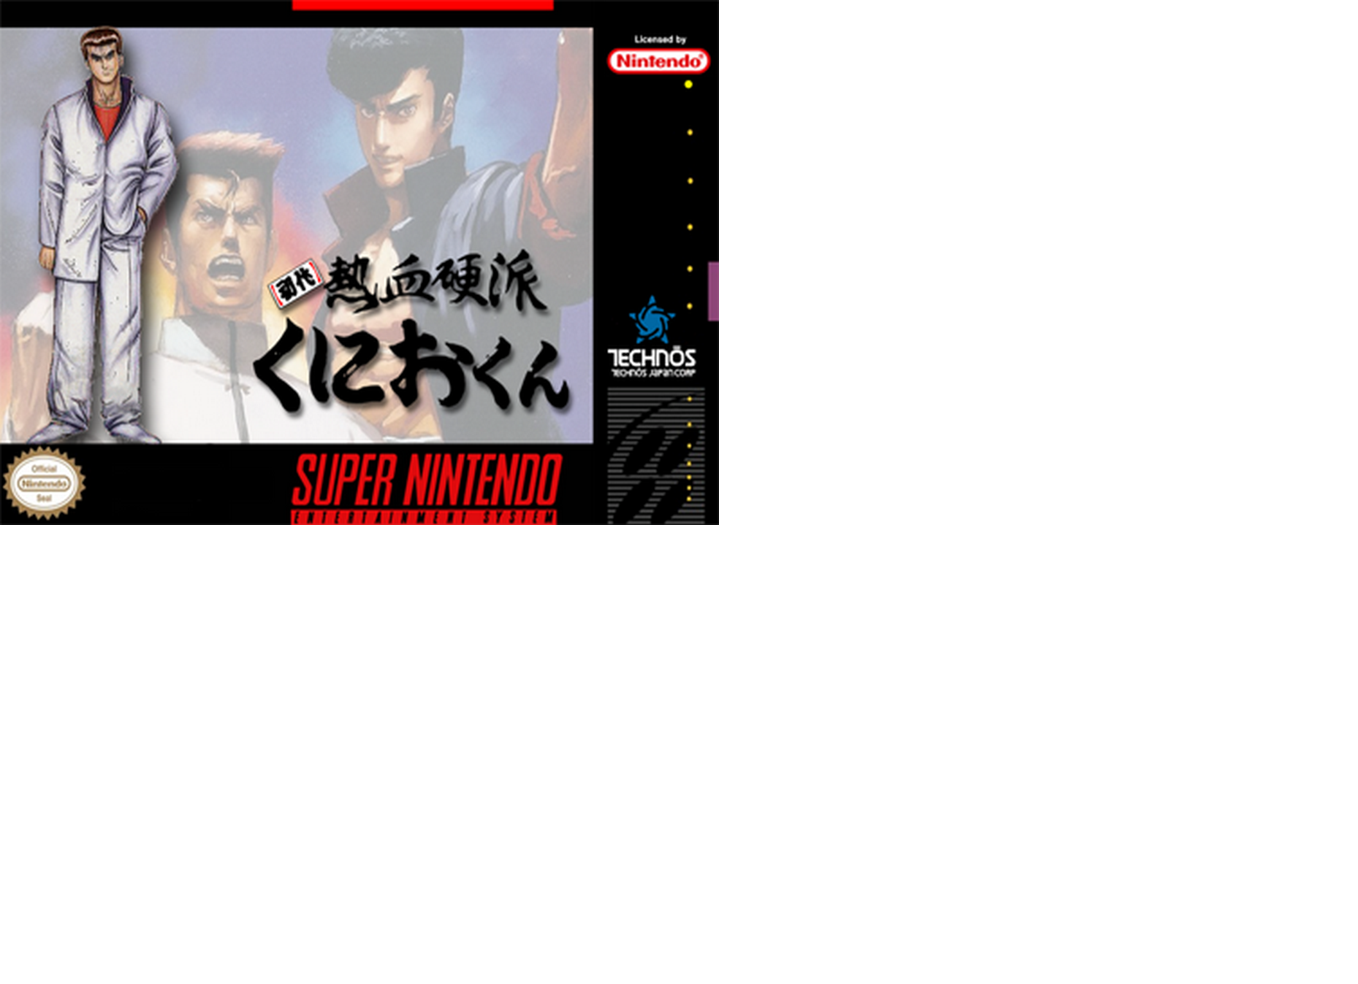 Licensed by
Nintendo®
初代 熱血硬派
くにおくん
TECHNŌS
TECHNŌS JAPAN CORP
Official
Nintendo
Seal
SUPER NINTENDO
ENTERTAINMENT SYSTEM